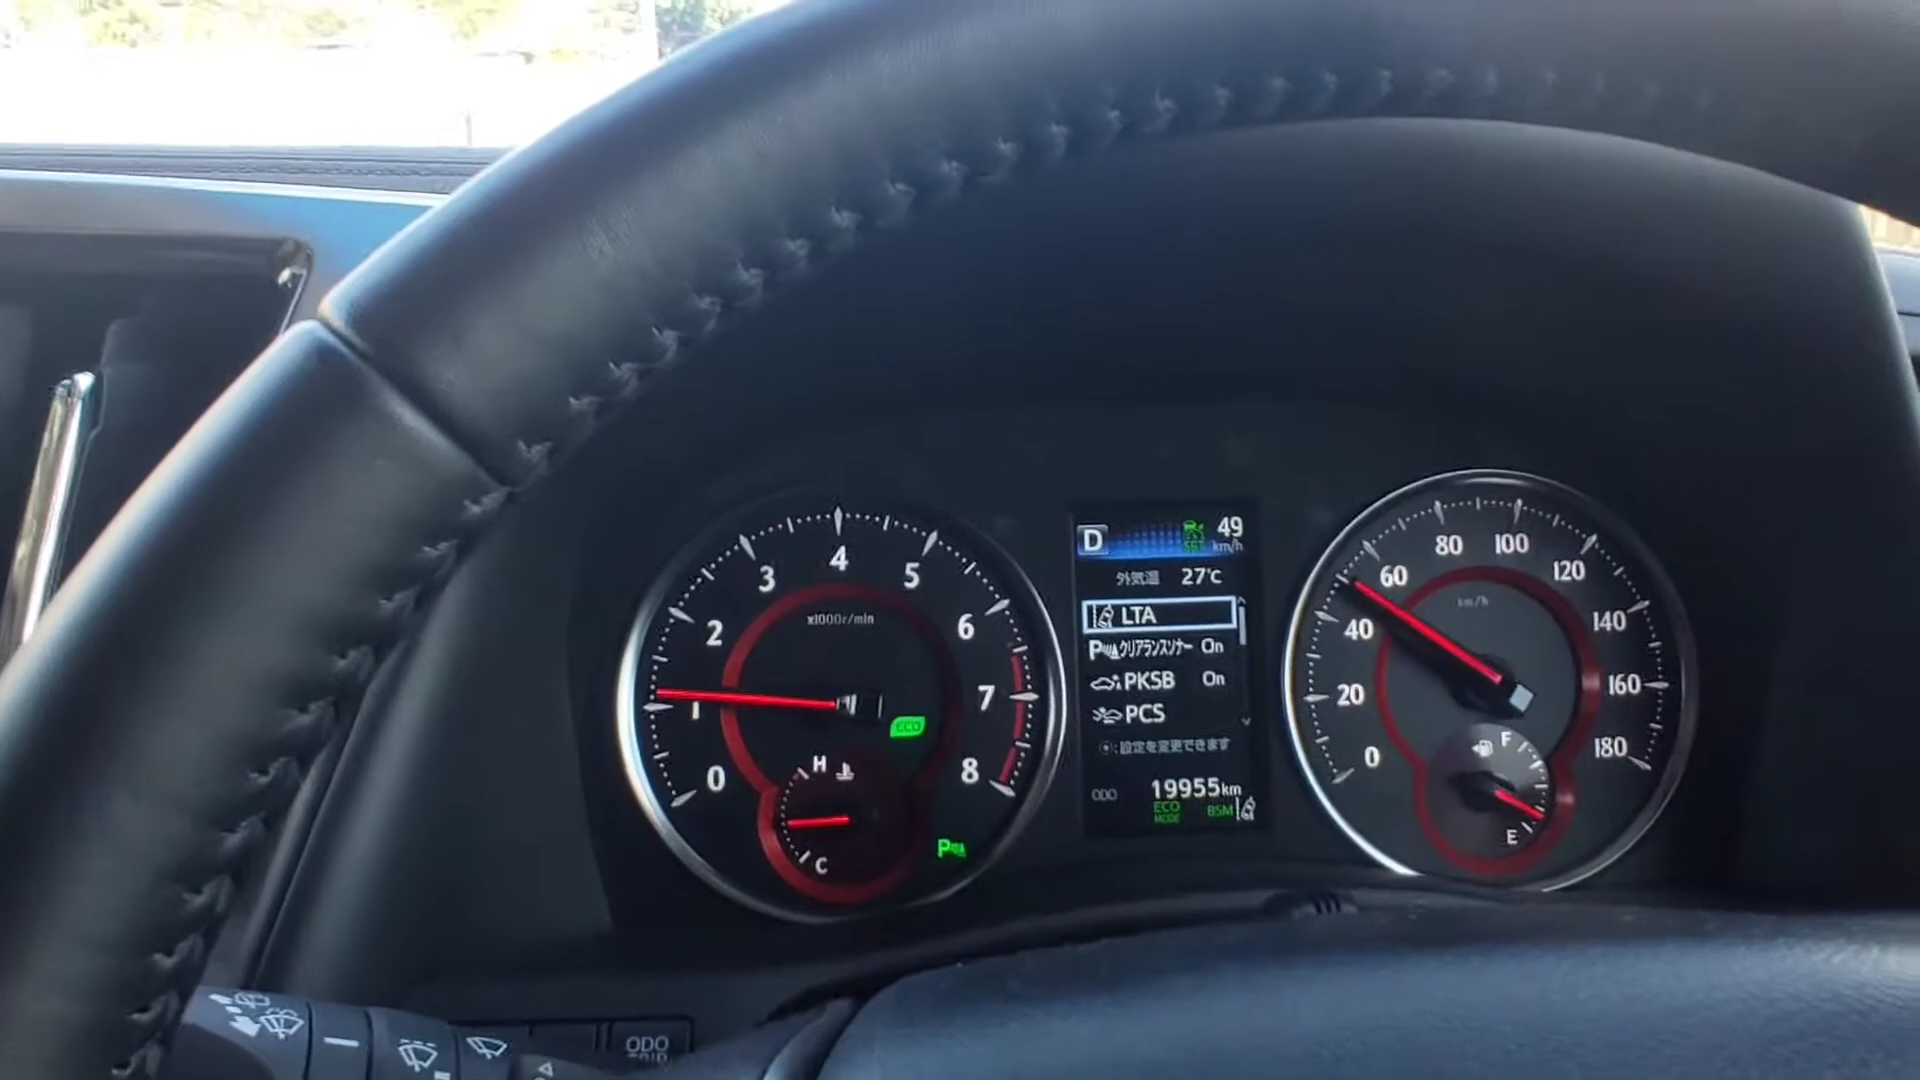 0
1
2
3
4
5
6
7
8
x1000r/min
ECO
H
C
P
D
SET
49
km/h
外気温 27℃
LTA
P クリアランスソナー On
PKSB On
PCS
:設定を変更できます
ODO 19955km
ECO
MODE
BSM
0
20
40
60
80
100
120
140
160
180
km/h
F
E
ODO
TRIP